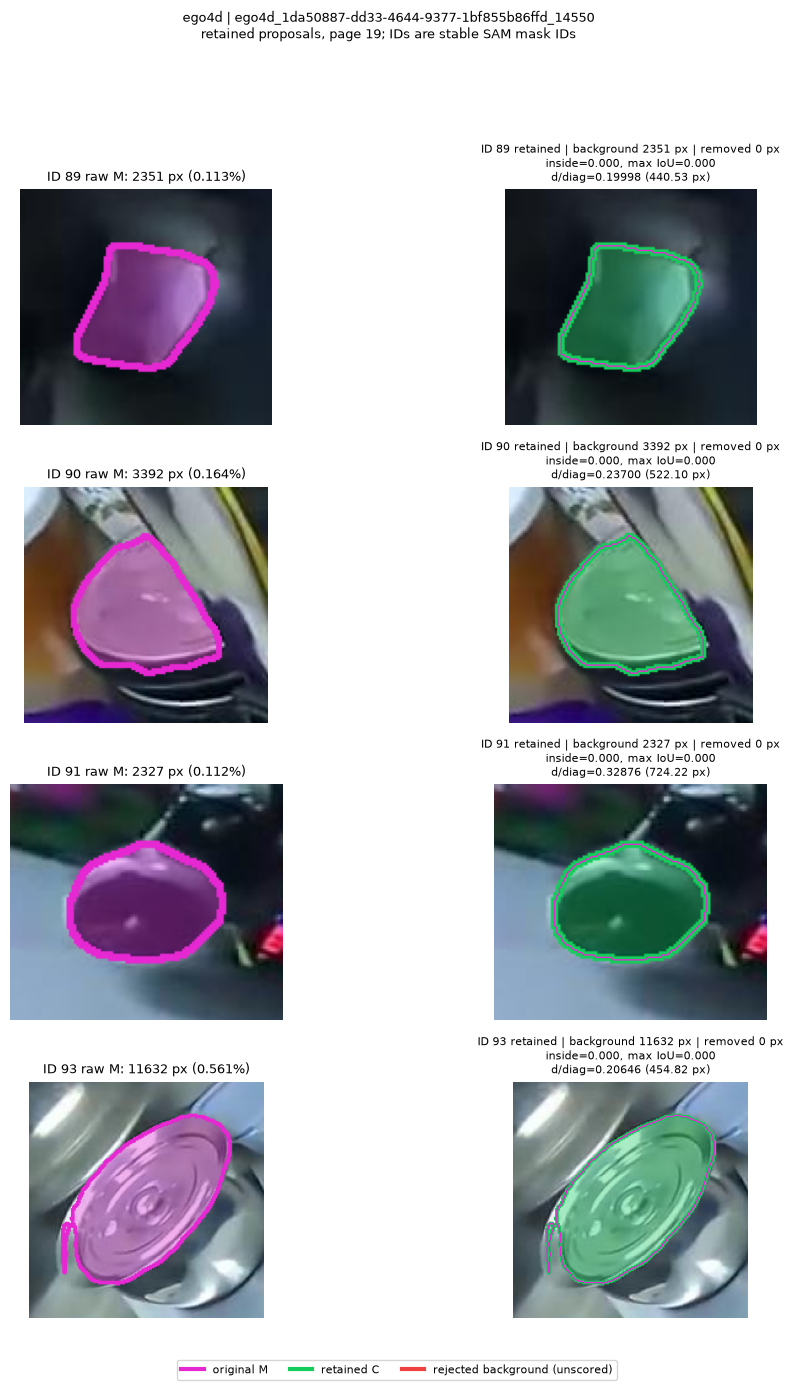 ego4d | ego4d_1da50887-dd33-4644-9377-1bf855b86ffd_14550
retained proposals, page 19; IDs are stable SAM mask IDs
ID 89 raw M: 2351 px (0.113%)
ID 89 retained | background 2351 px | removed 0 px
inside=0.000, max IoU=0.000
d/diag=0.19998 (440.53 px)
ID 90 raw M: 3392 px (0.164%)
ID 90 retained | background 3392 px | removed 0 px
inside=0.000, max IoU=0.000
d/diag=0.23700 (522.10 px)
ID 91 raw M: 2327 px (0.112%)
ID 91 retained | background 2327 px | removed 0 px
inside=0.000, max IoU=0.000
d/diag=0.32876 (724.22 px)
ID 93 raw M: 11632 px (0.561%)
ID 93 retained | background 11632 px | removed 0 px
inside=0.000, max IoU=0.000
d/diag=0.20646 (454.82 px)
original M
retained C
rejected background (unscored)